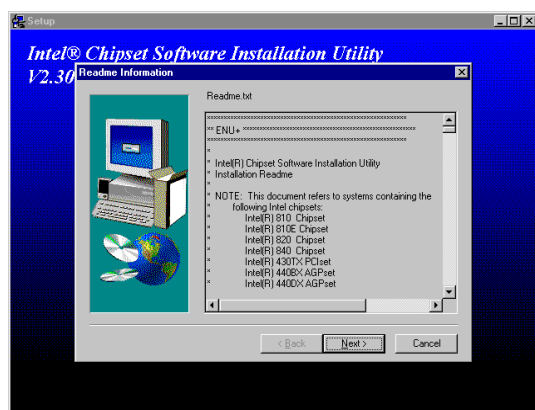 Setup
Intel® Chipset Software Installation Utility
V2.30
Readme Information
Readme.txt
************************************************************
** ENU+ ****************************************************
************************************************************
*
* Intel(R) Chipset Software Installation Utility
* Installation Readme
*
* NOTE:  This document refers to systems containing the
*     following Intel chipsets:
*         Intel(R) 810 Chipset
*         Intel(R) 810E Chipset
*         Intel(R) 820 Chipset
*         Intel(R) 840 Chipset
*         Intel(R) 430TX PCIset
*         Intel(R) 440BX AGPset
*         Intel(R) 440DX AGPset
< Back
Next >
Cancel